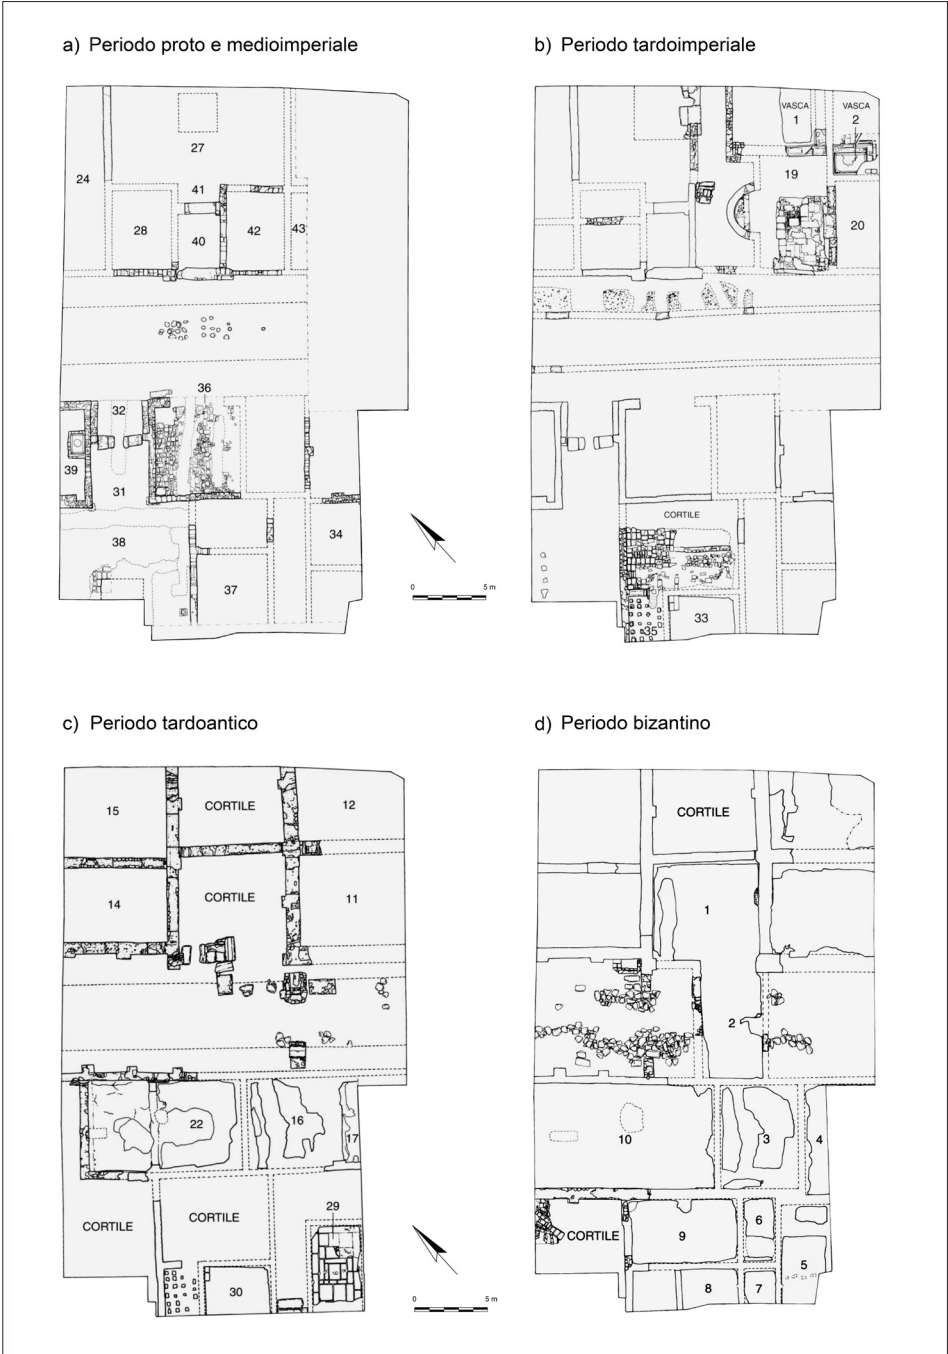 a) Periodo proto e medioimperiale
27
24
41
28
40
42
43
36
32
39
31
38
34
37
0 5 m
b) Periodo tardoimperiale
VASCA
1
VASCA
2
19
20
CORTILE
35
33
c) Periodo tardoantico
15
CORTILE
12
14
CORTILE
11
22
16
17
CORTILE
CORTILE
29
30
0 5 m
d) Periodo bizantino
CORTILE
1
2
10
3
4
CORTILE
9
6
5
8
7